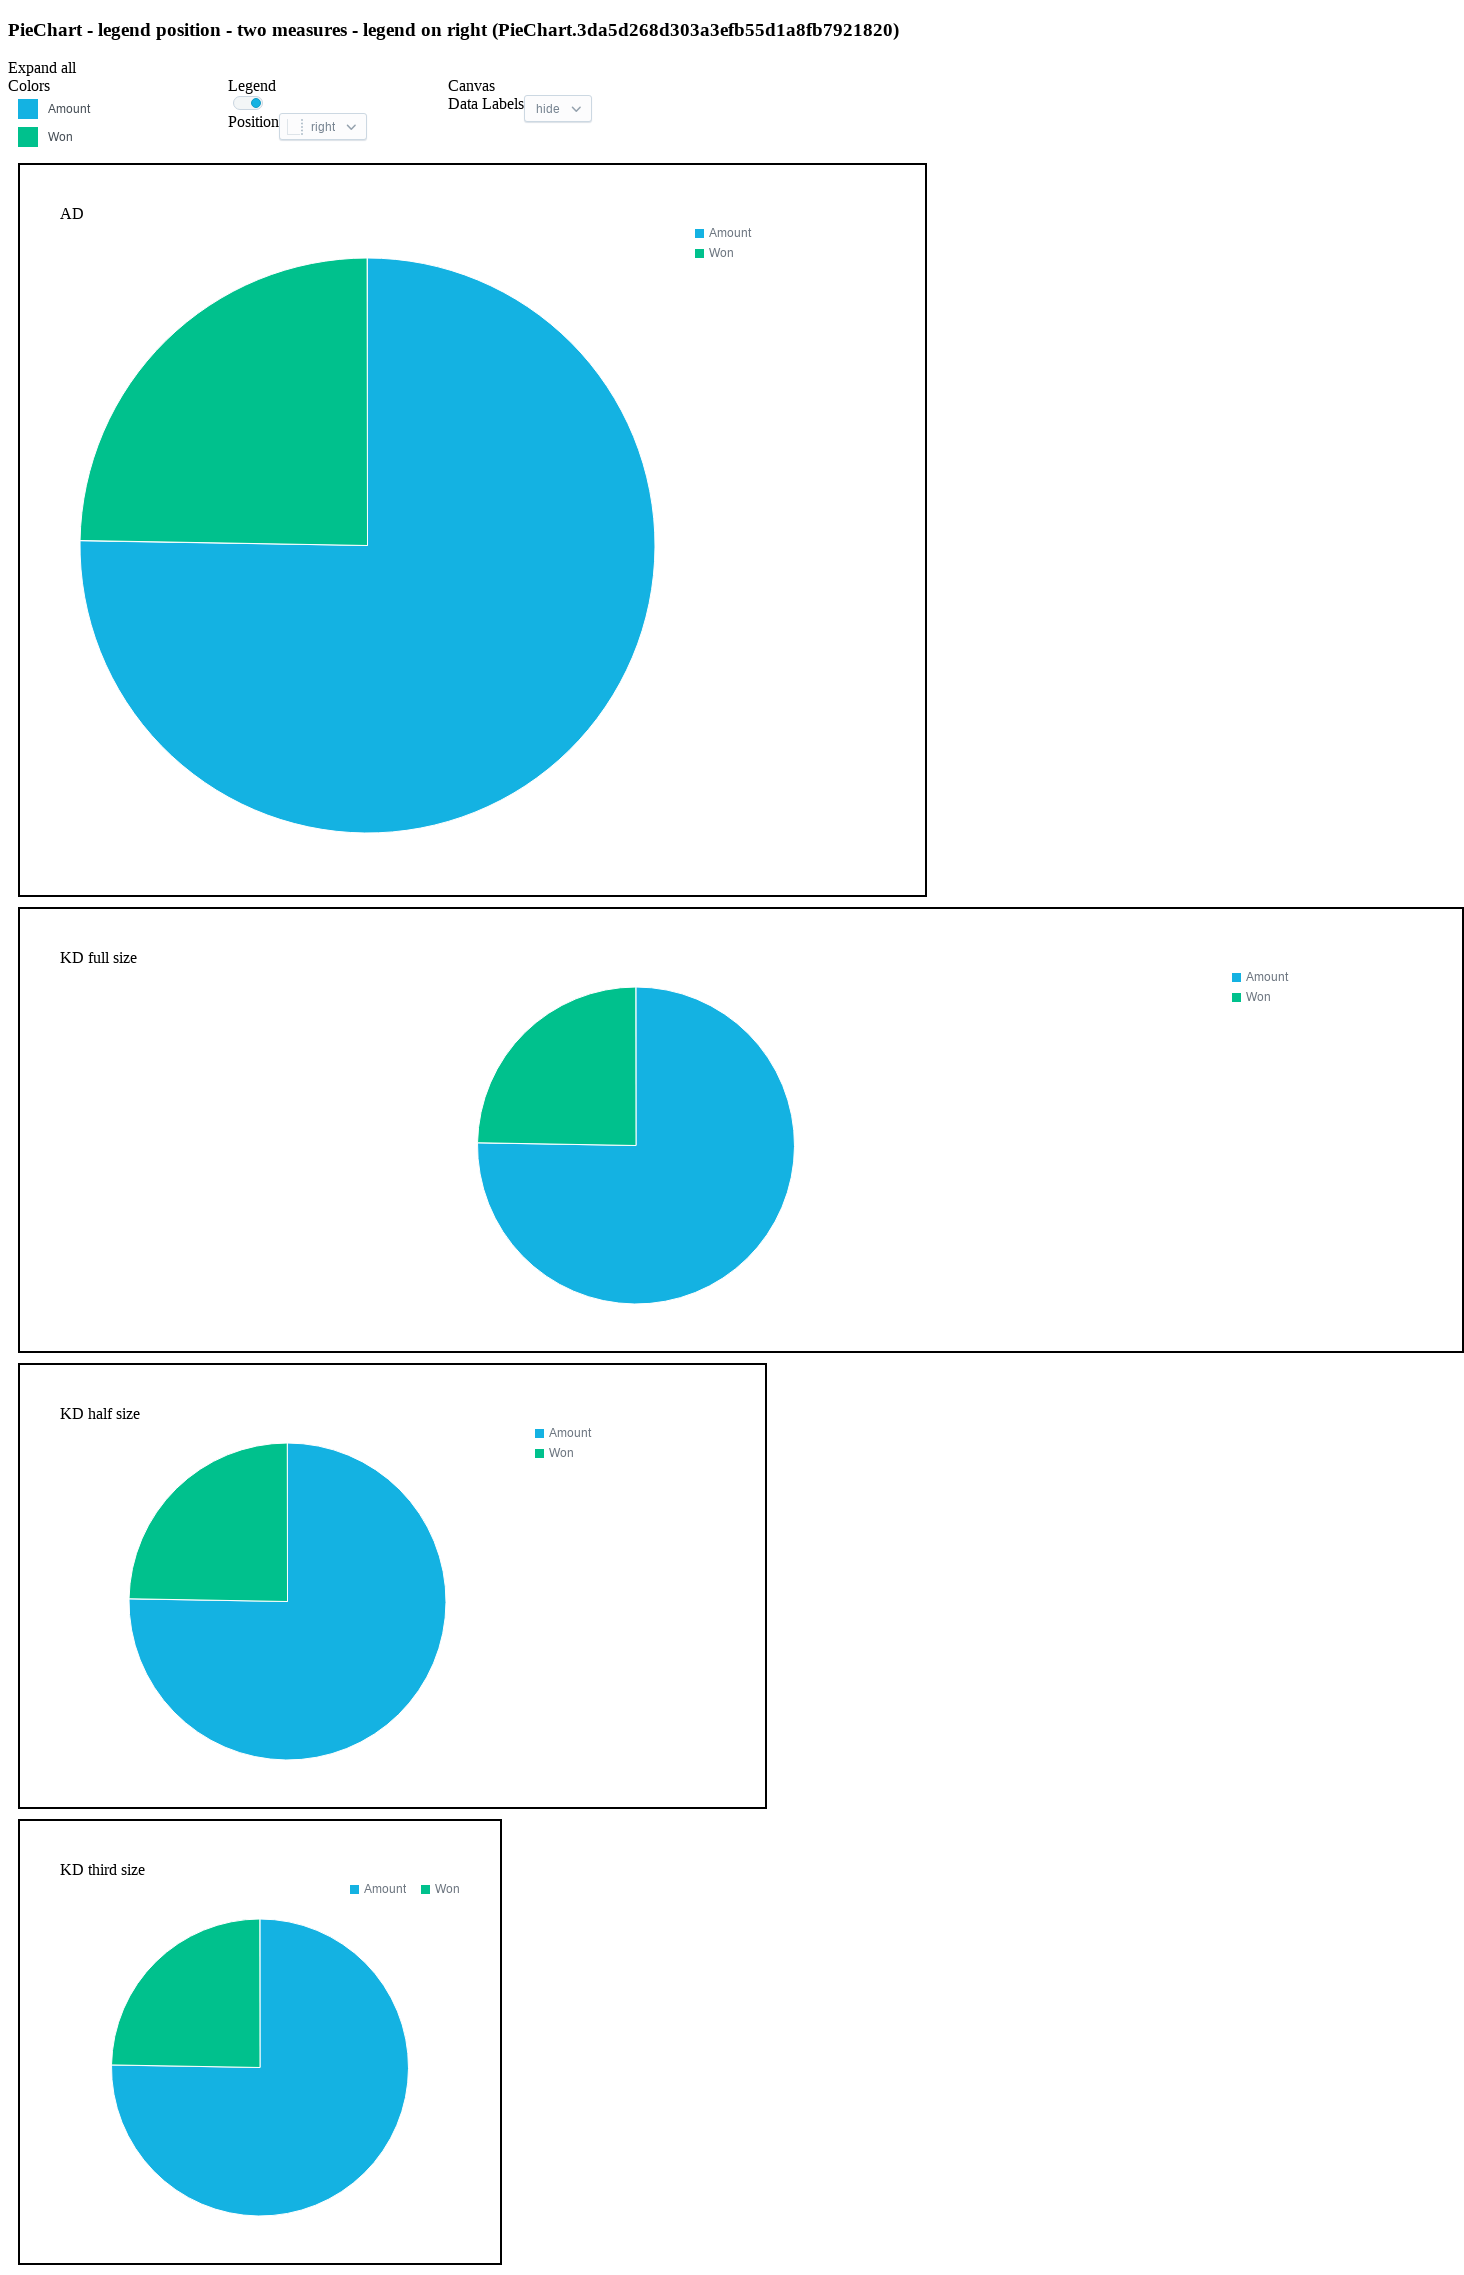 PieChart - legend position - two measures - legend on right (PieChart.3da5d268d303a3efb55d1a8fb7921820)
Expand all
Colors
Amount
Won
Legend
Position right
Canvas
Data Labels hide
AD
Amount
Won
KD full size
Amount
Won
KD half size
Amount
Won
KD third size
Amount Won